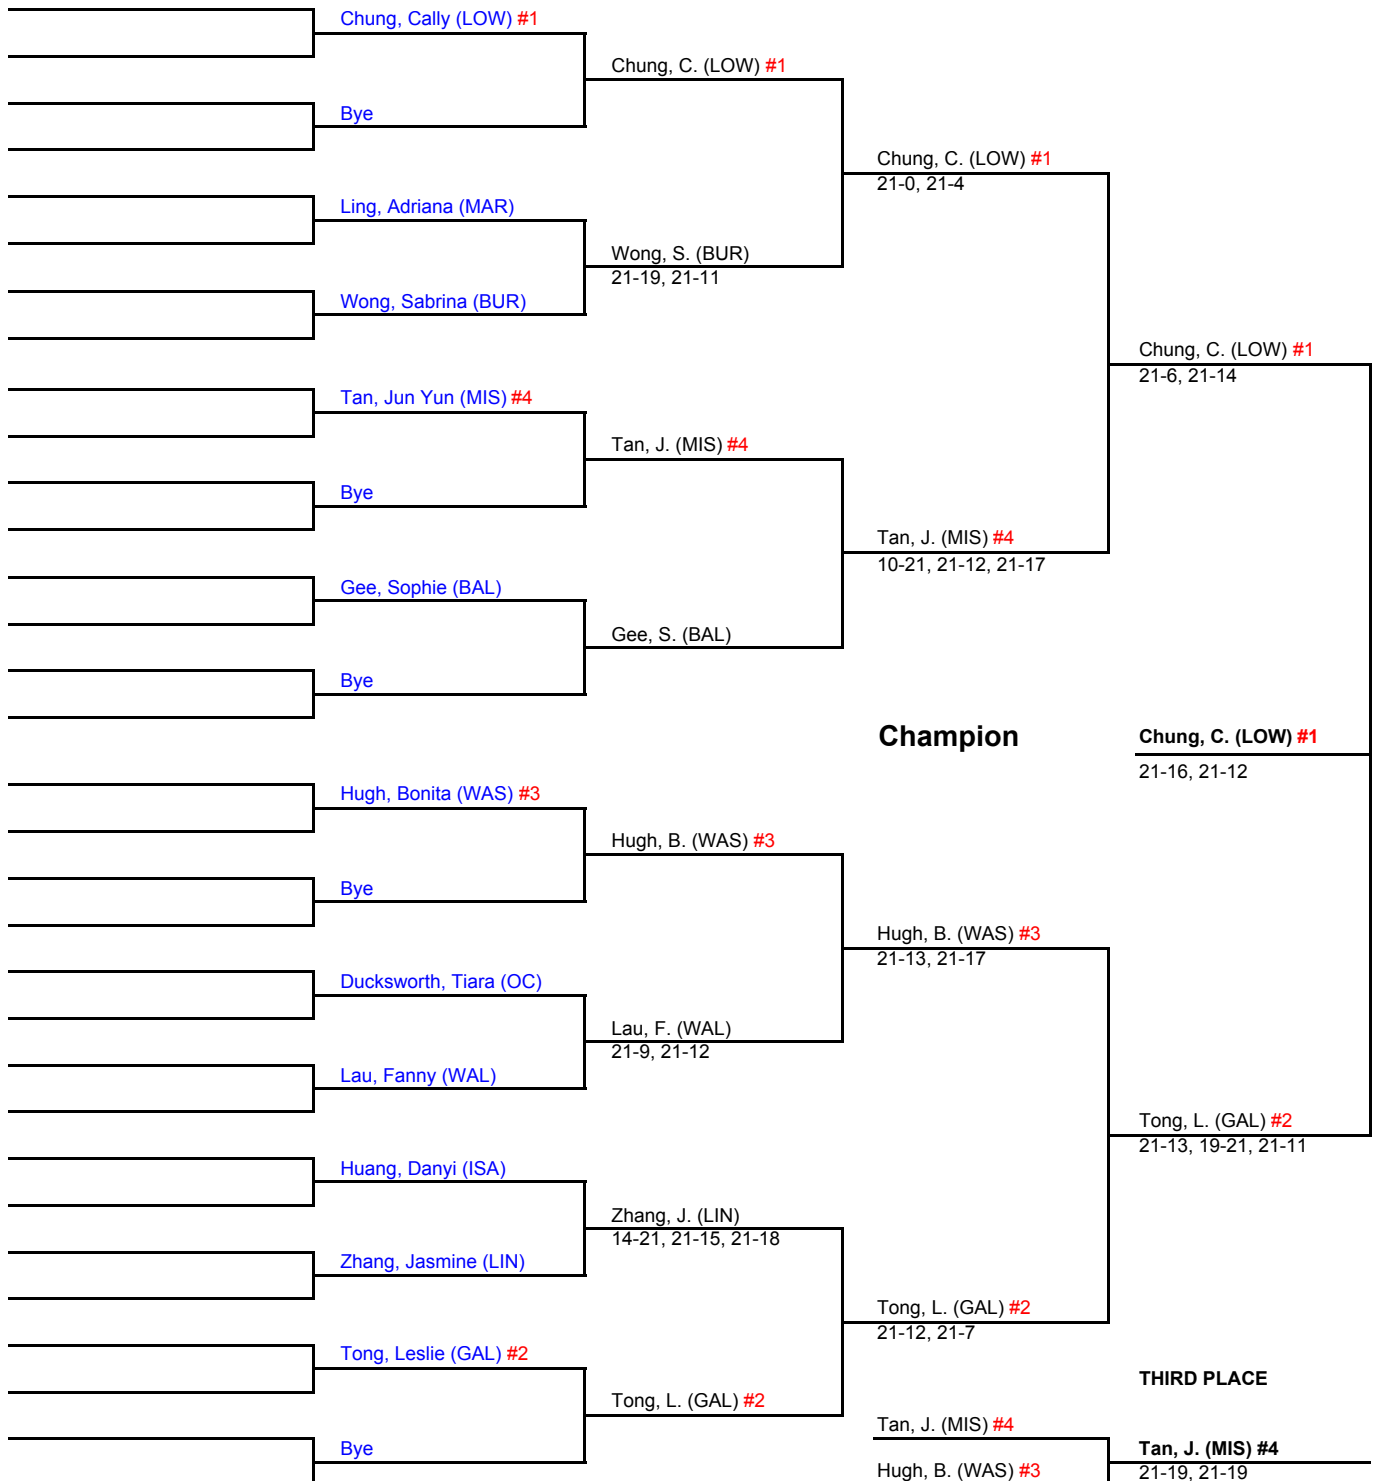 Chung, Cally (LOW) #1
Chung, C. (LOW) #1
Bye
Chung, C. (LOW) #1
21-0, 21-4
Ling, Adriana (MAR)
Wong, S. (BUR)
21-19, 21-11
Wong, Sabrina (BUR)
Chung, C. (LOW) #1
21-6, 21-14
Tan, Jun Yun (MIS) #4
Tan, J. (MIS) #4
Bye
Tan, J. (MIS) #4
10-21, 21-12, 21-17
Gee, Sophie (BAL)
Gee, S. (BAL)
Bye
Champion
Chung, C. (LOW) #1
21-16, 21-12
Hugh, Bonita (WAS) #3
Hugh, B. (WAS) #3
Bye
Hugh, B. (WAS) #3
21-13, 21-17
Ducksworth, Tiara (OC)
Lau, F. (WAL)
21-9, 21-12
Lau, Fanny (WAL)
Tong, L. (GAL) #2
21-13, 19-21, 21-11
Huang, Danyi (ISA)
Zhang, J. (LIN)
14-21, 21-15, 21-18
Zhang, Jasmine (LIN)
Tong, L. (GAL) #2
21-12, 21-7
Tong, Leslie (GAL) #2
Tong, L. (GAL) #2
Bye
THIRD PLACE
Tan, J. (MIS) #4
Tan, J. (MIS) #4
21-19, 21-19
Hugh, B. (WAS) #3